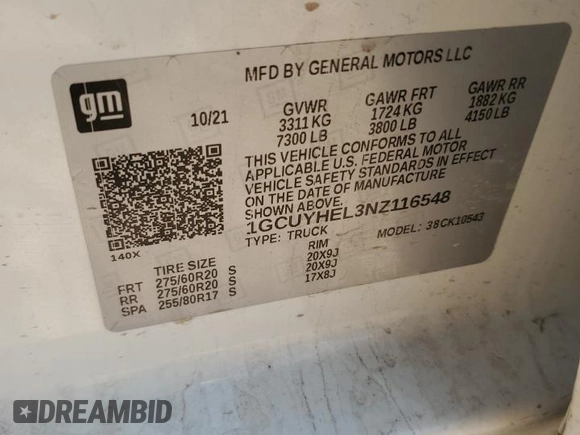 gm
MFD BY GENERAL MOTORS LLC
10/21 GVWR GAWR FRT GAWR RR
3311 KG 1724 KG 1882 KG
7300 LB 3800 LB 4150 LB
THIS VEHICLE CONFORMS TO ALL
APPLICABLE U.S. FEDERAL MOTOR
VEHICLE SAFETY STANDARDS IN EFFECT
ON THE DATE OF MANUFACTURE
SHOWN ABOVE.
1GCUYHEL3NZ116548
140X TYPE: TRUCK MODEL: 38CK10543
TIRE SIZE RIM
FRT 275/60R20 S 20X9J
RR 275/60R20 S 20X9J
SPA 255/80R17 S 17X8J
DREAMBID